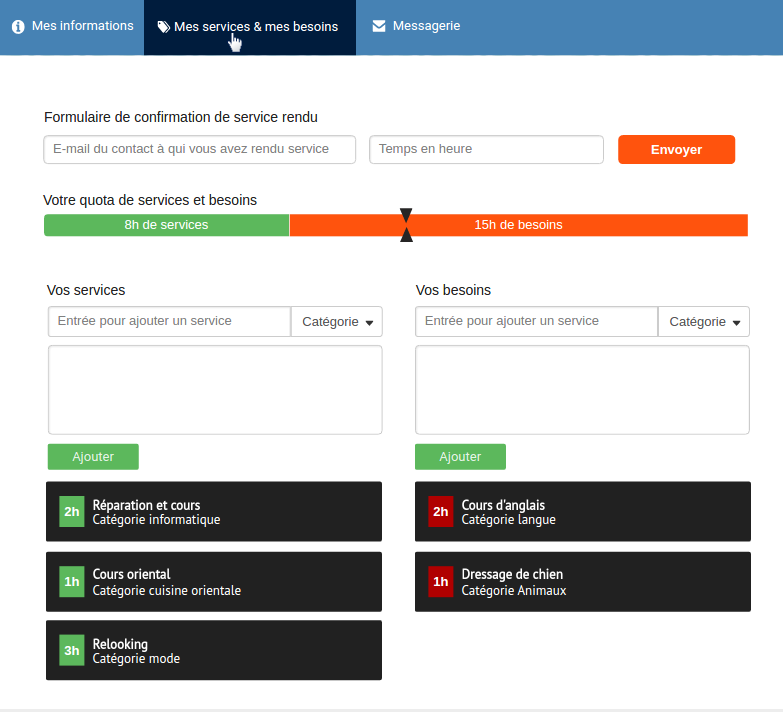 Mes informations
Mes services & mes besoins
Messagerie
Formulaire de confirmation de service rendu
E-mail du contact à qui vous avez rendu service
Temps en heure
Envoyer
Votre quota de services et besoins
8h de services
15h de besoins
Vos services
Entrée pour ajouter un service
Catégorie
Ajouter
2h
Réparation et cours
Catégorie informatique
1h
Cours oriental
Catégorie cuisine orientale
3h
Relooking
Catégorie mode
Vos besoins
Entrée pour ajouter un service
Catégorie
Ajouter
2h
Cours d'anglais
Catégorie langue
1h
Dressage de chien
Catégorie Animaux